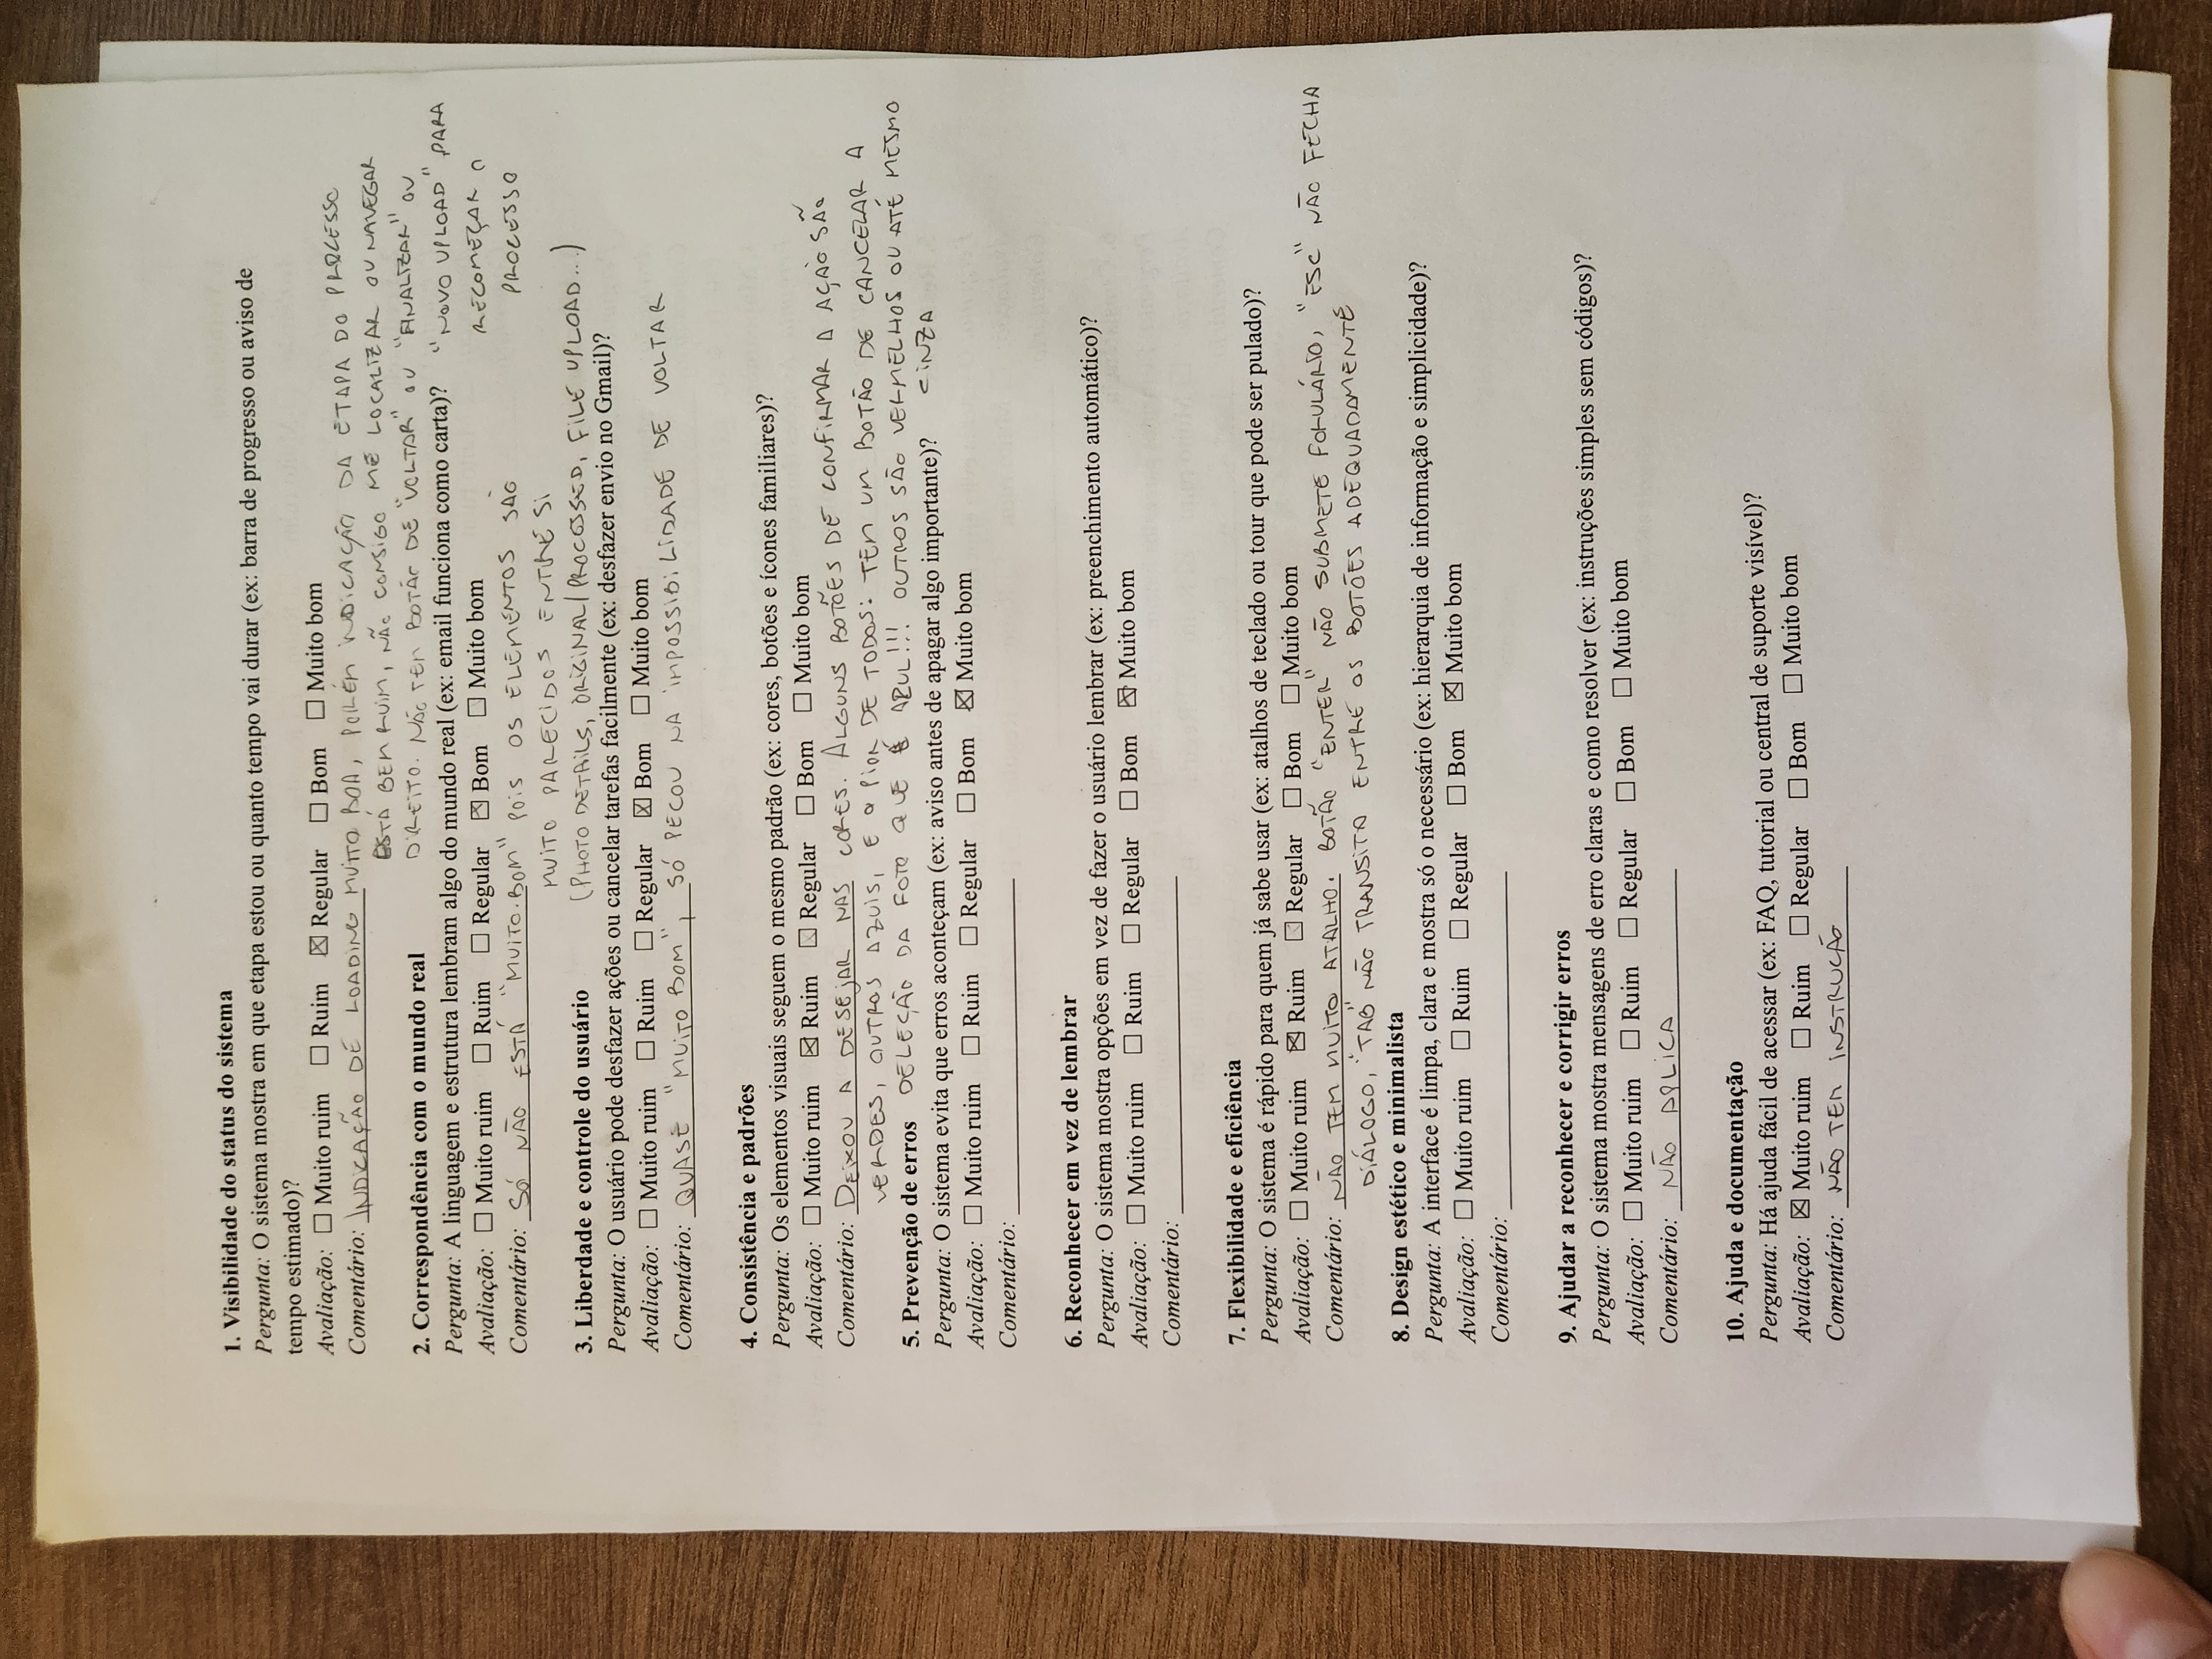 1. Visibilidade do status do sistema
Pergunta: O sistema mostra em que etapa estou ou quanto tempo vai durar (ex: barra de progresso ou aviso de
tempo estimado)?
Avaliação: ☐ Muito ruim ☐ Ruim ☒ Regular ☐ Bom ☐ Muito bom
Comentário: INDICAÇÃO DE LOADING MUITO BOA, PORÉM INDICAÇÃO DA ETAPA DO PROCESSO
ESTÁ BEM RUIM, NÃO CONSIGO ME LOCALIZAR OU NAVEGAR
DIREITO. NÃO TEM BOTÃO DE "VOLTAR" OU "FINALIZAR" OU
"NOVO UPLOAD" PARA
RECOMEÇAR O
PROCESSO
2. Correspondência com o mundo real
Pergunta: A linguagem e estrutura lembram algo do mundo real (ex: email funciona como carta)?
Avaliação: ☐ Muito ruim ☐ Ruim ☐ Regular ☒ Bom ☐ Muito bom
Comentário: SÓ NÃO ESTÁ "MUITO BOM" POIS OS ELEMENTOS SÃO
MUITO PARECIDOS ENTRE SI
(PHOTO DETAILS, ORIGINAL/PROCESSED, FILE UPLOAD...)
3. Liberdade e controle do usuário
Pergunta: O usuário pode desfazer ações ou cancelar tarefas facilmente (ex: desfazer envio no Gmail)?
Avaliação: ☐ Muito ruim ☐ Ruim ☐ Regular ☒ Bom ☐ Muito bom
Comentário: QUASE "MUITO BOM", SÓ PECOU NA IMPOSSIBILIDADE DE VOLTAR
4. Consistência e padrões
Pergunta: Os elementos visuais seguem o mesmo padrão (ex: cores, botões e ícones familiares)?
Avaliação: ☐ Muito ruim ☒ Ruim ☐ Regular ☐ Bom ☐ Muito bom
Comentário: DEIXOU A DESEJAR NAS CORES. ALGUNS BOTÕES DE CONFIRMAR A AÇÃO SÃO
VERDES, OUTROS AZUIS, E O PIOR DE TODOS: TEM UM BOTÃO DE CANCELAR A
DELEÇÃO DA FOTO QUE É AZUL!!! OUTROS SÃO VERMELHOS OU ATÉ MESMO
CINZA
5. Prevenção de erros
Pergunta: O sistema evita que erros aconteçam (ex: aviso antes de apagar algo importante)?
Avaliação: ☐ Muito ruim ☐ Ruim ☐ Regular ☐ Bom ☒ Muito bom
Comentário:
6. Reconhecer em vez de lembrar
Pergunta: O sistema mostra opções em vez de fazer o usuário lembrar (ex: preenchimento automático)?
Avaliação: ☐ Muito ruim ☐ Ruim ☐ Regular ☐ Bom ☒ Muito bom
Comentário:
7. Flexibilidade e eficiência
Pergunta: O sistema é rápido para quem já sabe usar (ex: atalhos de teclado ou tour que pode ser pulado)?
Avaliação: ☐ Muito ruim ☒ Ruim ☐ Regular ☐ Bom ☐ Muito bom
Comentário: NÃO TEM MUITO ATALHO. BOTÃO "ENTER" NÃO SUBMETE FOMULÁRIO, "ESC" NÃO FECHA
DIÁLOGO, "TAB" NÃO TRANSITA ENTRE OS BOTÕES ADEQUADAMENTE
8. Design estético e minimalista
Pergunta: A interface é limpa, clara e mostra só o necessário (ex: hierarquia de informação e simplicidade)?
Avaliação: ☐ Muito ruim ☐ Ruim ☐ Regular ☐ Bom ☒ Muito bom
Comentário:
9. Ajudar a reconhecer e corrigir erros
Pergunta: O sistema mostra mensagens de erro claras e como resolver (ex: instruções simples sem códigos)?
Avaliação: ☐ Muito ruim ☐ Ruim ☐ Regular ☐ Bom ☐ Muito bom
Comentário: NÃO APLICA
10. Ajuda e documentação
Pergunta: Há ajuda fácil de acessar (ex: FAQ, tutorial ou central de suporte visível)?
Avaliação: ☒ Muito ruim ☐ Ruim ☐ Regular ☐ Bom ☐ Muito bom
Comentário: NÃO TEM INSTRUÇÃO